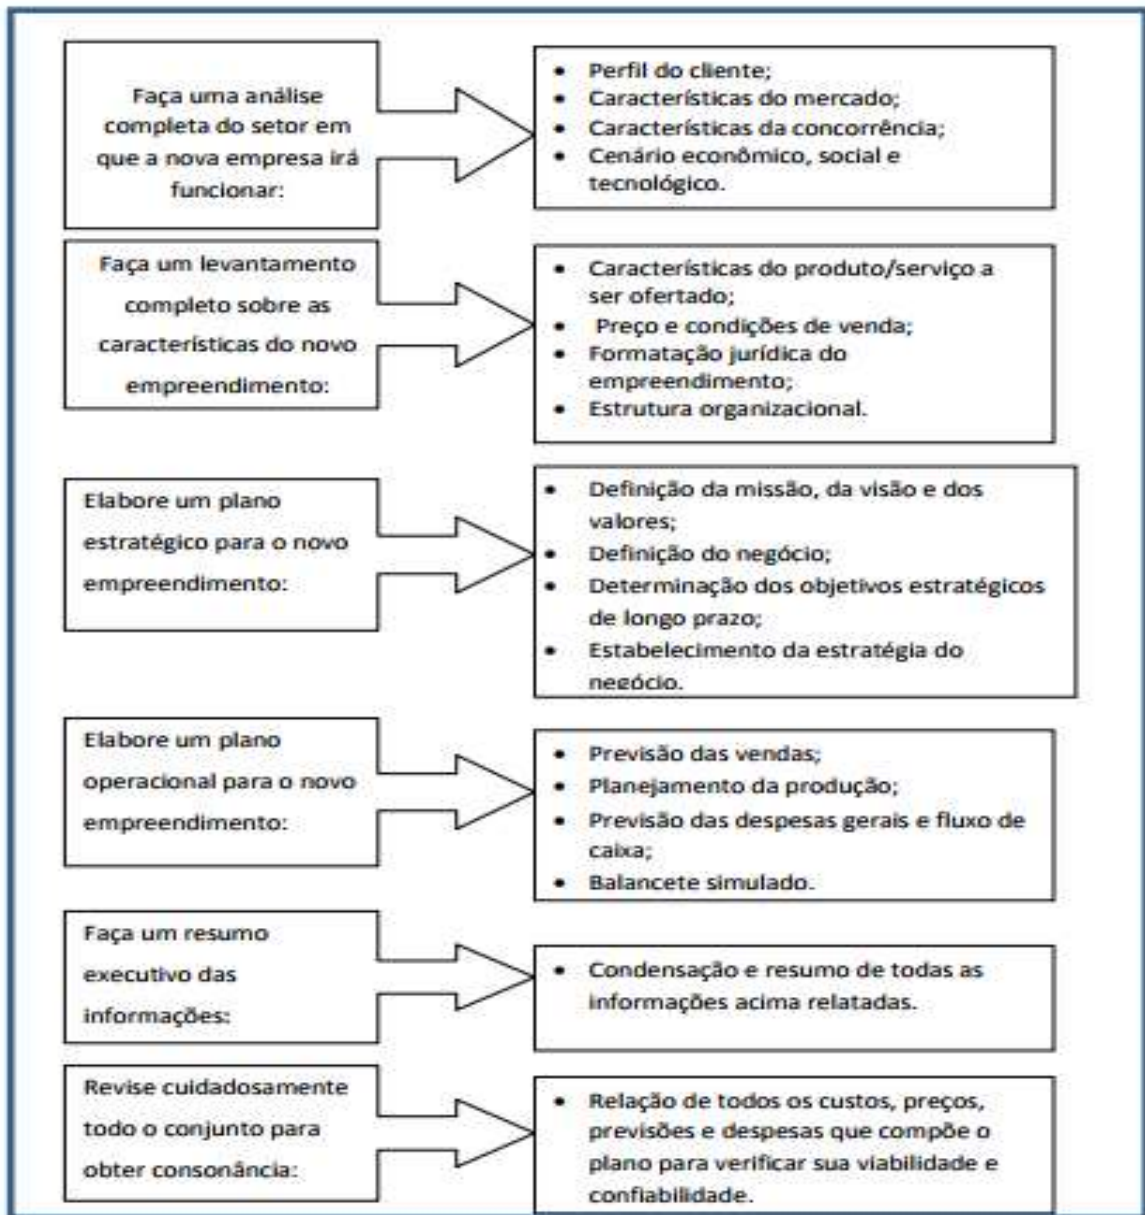 Faça uma análise
completa do setor em
que a nova empresa irá
funcionar:
• Perfil do cliente;
• Características do mercado;
• Características da concorrência;
• Cenário econômico, social e
tecnológico.
Faça um levantamento
completo sobre as
características do novo
empreendimento:
• Características do produto/serviço a
ser ofertado;
• Preço e condições de venda;
• Formatação jurídica do
empreendimento;
• Estrutura organizacional.
Elabore um plano
estratégico para o novo
empreendimento:
• Definição da missão, da visão e dos
valores;
• Definição do negócio;
• Determinação dos objetivos estratégicos
de longo prazo;
• Estabelecimento da estratégia do
negócio.
Elabore um plano
operacional para o novo
empreendimento:
• Previsão das vendas;
• Planejamento da produção;
• Previsão das despesas gerais e fluxo de
caixa;
• Balancete simulado.
Faça um resumo
executivo das
informações:
• Condensação e resumo de todas as
informações acima relatadas.
Revise cuidadosamente
todo o conjunto para
obter consonância:
• Relação de todos os custos, preços,
previsões e despesas que compõe o
plano para verificar sua viabilidade e
confiabilidade.